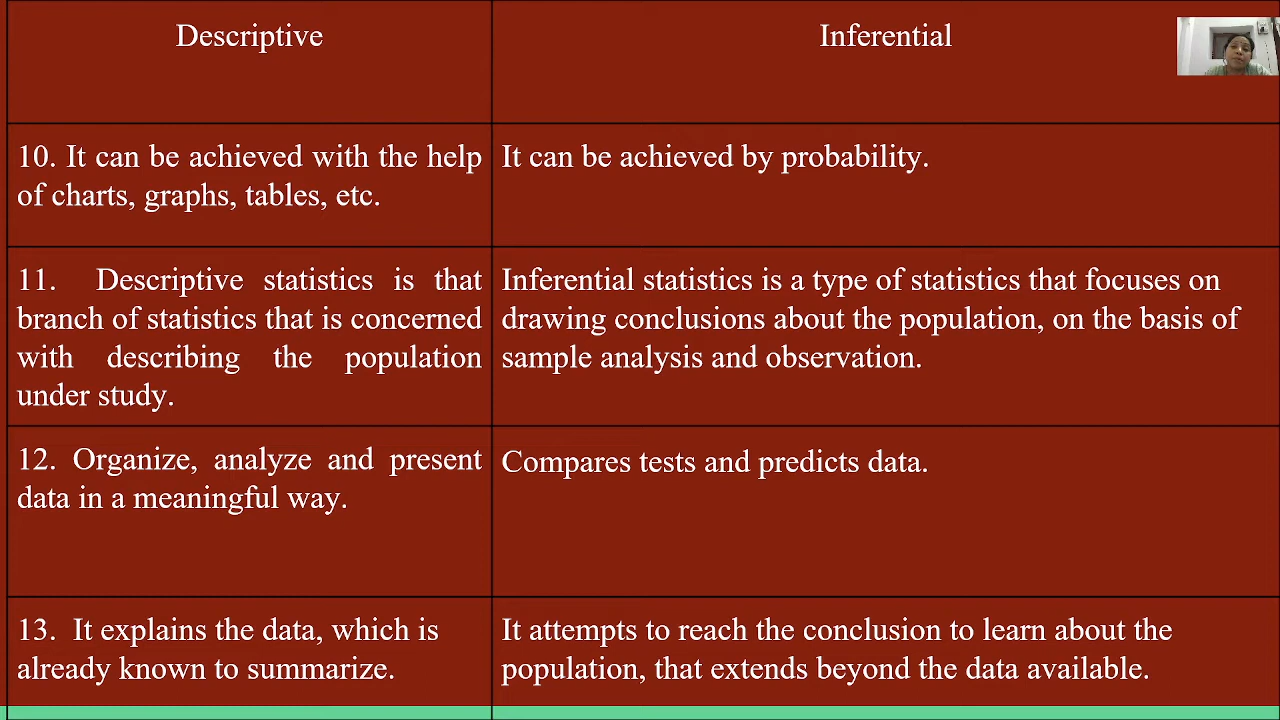 Descriptive
Inferential
10. It can be achieved with the help
of charts, graphs, tables, etc.
It can be achieved by probability.
11. Descriptive statistics is that
branch of statistics that is concerned
with describing the population
under study.
Inferential statistics is a type of statistics that focuses on
drawing conclusions about the population, on the basis of
sample analysis and observation.
12. Organize, analyze and present
data in a meaningful way.
Compares tests and predicts data.
13. It explains the data, which is
already known to summarize.
It attempts to reach the conclusion to learn about the
population, that extends beyond the data available.